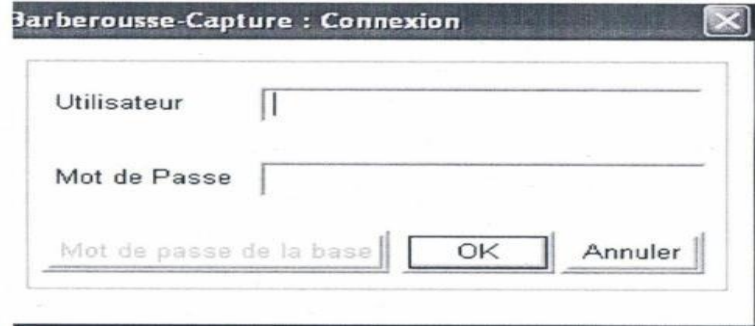 Barberousse-Capture : Connexion
Utilisateur
Mot de Passe
Mot de passe de la base
OK
Annuler